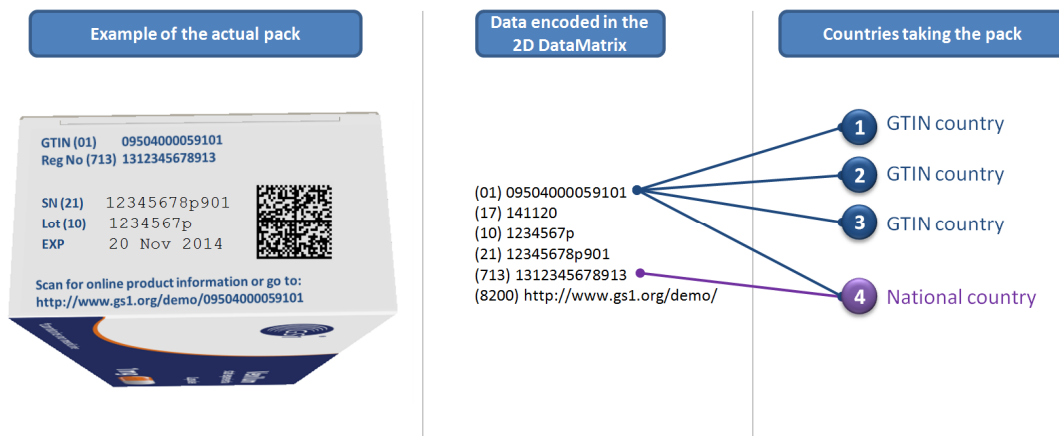 Example of the actual pack
GTIN (01) 09504000059101
Reg No (713) 1312345678913
SN (21) 12345678p901
Lot (10) 1234567p
EXP 20 Nov 2014
Scan for online product information or go to:
http://www.gs1.org/demo/09504000059101
Data encoded in the
2D DataMatrix
(01) 09504000059101
(17) 141120
(10) 1234567p
(21) 12345678p901
(713) 1312345678913
(8200) http://www.gs1.org/demo/
Countries taking the pack
1 GTIN country
2 GTIN country
3 GTIN country
4 National country